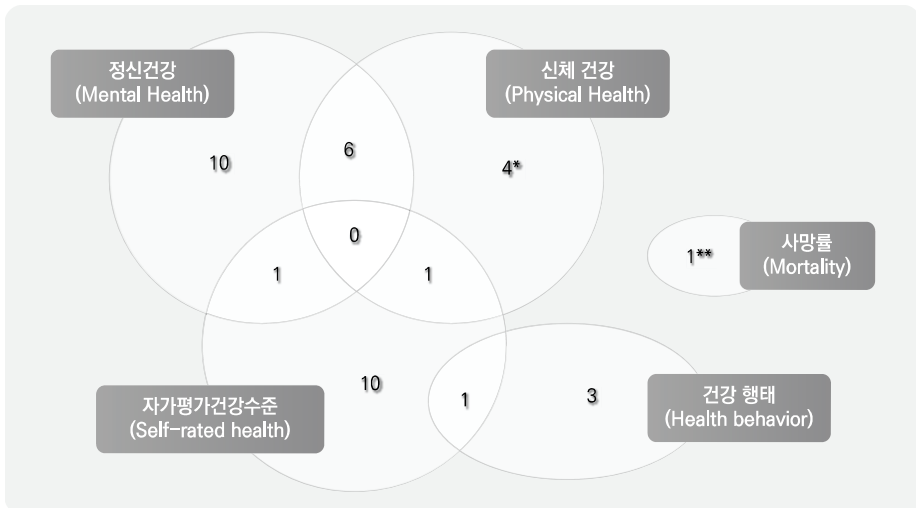 정신건강
(Mental Health)
신체 건강
(Physical Health)
10
6
4*
0
1
1
1**
사망률
(Mortality)
자가평가건강수준
(Self-rated health)
10
1
3
건강 행태
(Health behavior)